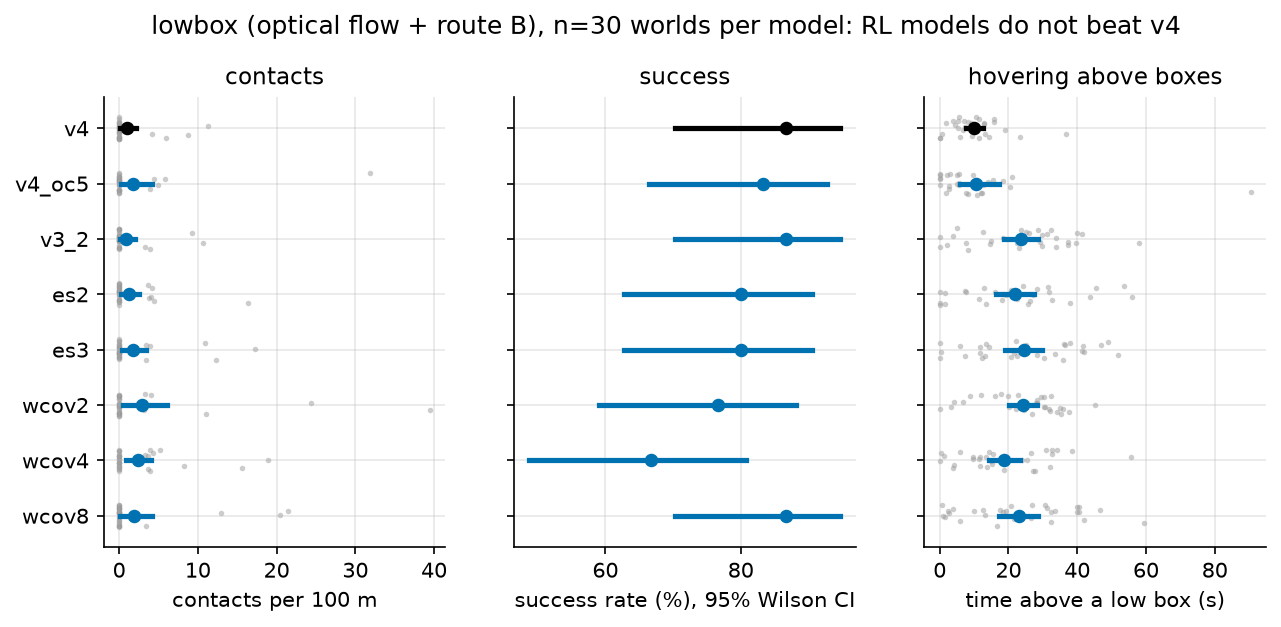 lowbox (optical flow + route B), n=30 worlds per model: RL models do not beat v4
contacts
success
hovering above boxes
v4
v4_oc5
v3_2
es2
es3
wcov2
wcov4
wcov8
0 10 20 30 40
60 80
0 20 40 60 80
contacts per 100 m
success rate (%), 95% Wilson CI
time above a low box (s)